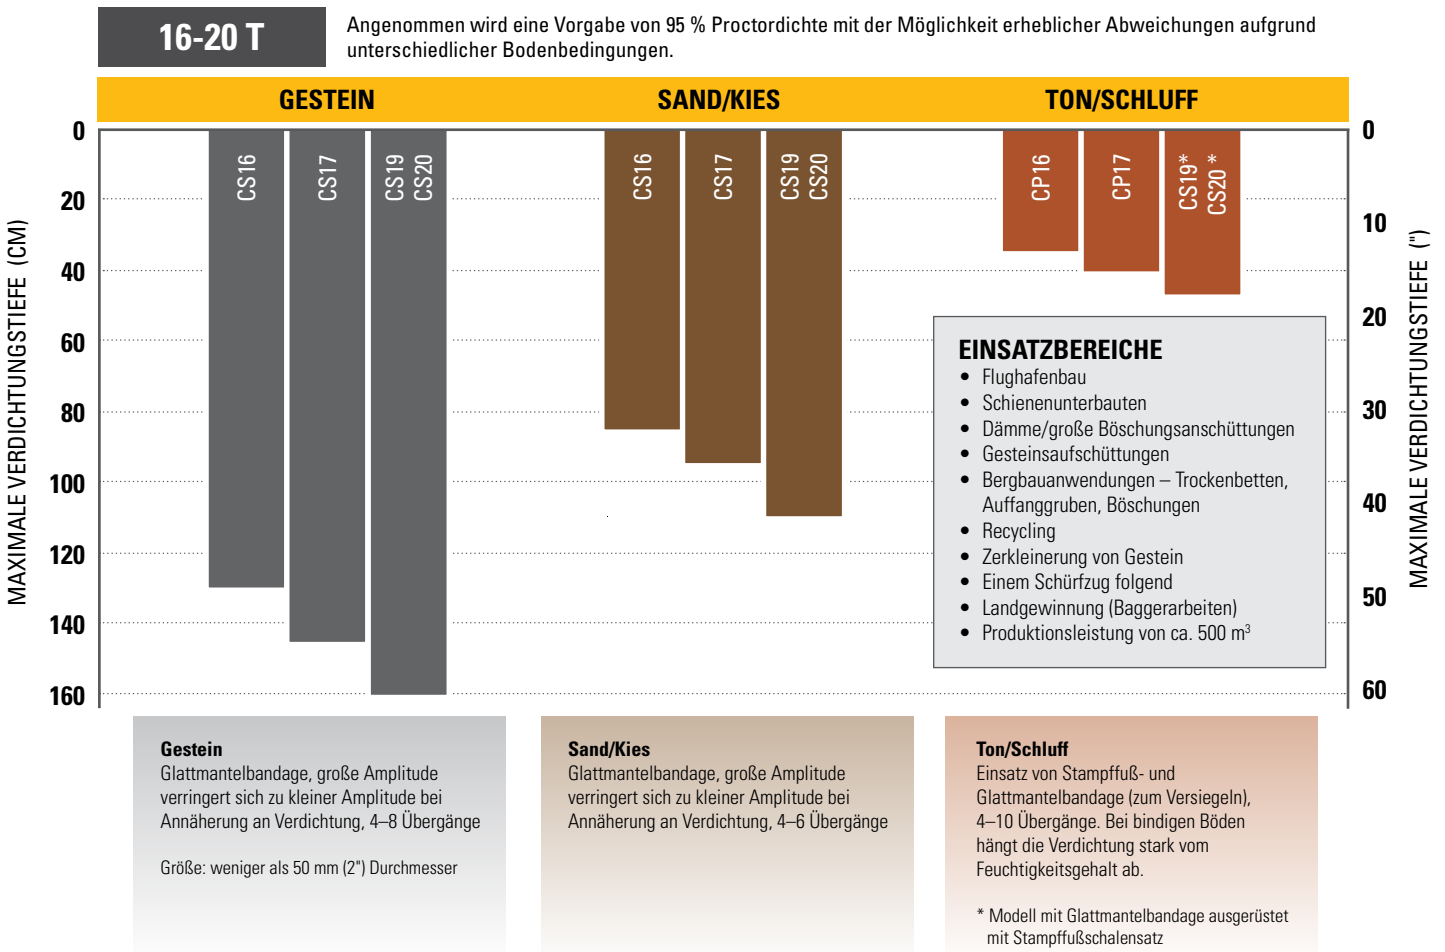 16-20 T
Angenommen wird eine Vorgabe von 95 % Proctordichte mit der Möglichkeit erheblicher Abweichungen aufgrund
unterschiedlicher Bodenbedingungen.
GESTEIN
SAND/KIES
TON/SCHLUFF
MAXIMALE VERDICHTUNGSTIEFE (CM)
0
20
40
60
80
100
120
140
160
CS16
CS17
CS19
CS20
CS16
CS17
CS19
CS20
CP16
CP17
CS19*
CS20 *
0
10
20
30
40
50
60
MAXIMALE VERDICHTUNGSTIEFE (")
EINSATZBEREICHE
• Flughafenbau
• Schienenunterbauten
• Dämme/große Böschungsanschüttungen
• Gesteinsaufschüttungen
• Bergbauanwendungen – Trockenbetten,
Auffanggruben, Böschungen
• Recycling
• Zerkleinerung von Gestein
• Einem Schürfzug folgend
• Landgewinnung (Baggerarbeiten)
• Produktionsleistung von ca. 500 m³
Gestein
Glattmantelbandage, große Amplitude
verringert sich zu kleiner Amplitude bei
Annäherung an Verdichtung, 4–8 Übergänge
Größe: weniger als 50 mm (2") Durchmesser
Sand/Kies
Glattmantelbandage, große Amplitude
verringert sich zu kleiner Amplitude bei
Annäherung an Verdichtung, 4–6 Übergänge
Ton/Schluff
Einsatz von Stampffuß- und
Glattmantelbandage (zum Versiegeln),
4–10 Übergänge. Bei bindigen Böden
hängt die Verdichtung stark vom
Feuchtigkeitsgehalt ab.
* Modell mit Glattmantelbandage ausgerüstet
mit Stampffußschalensatz